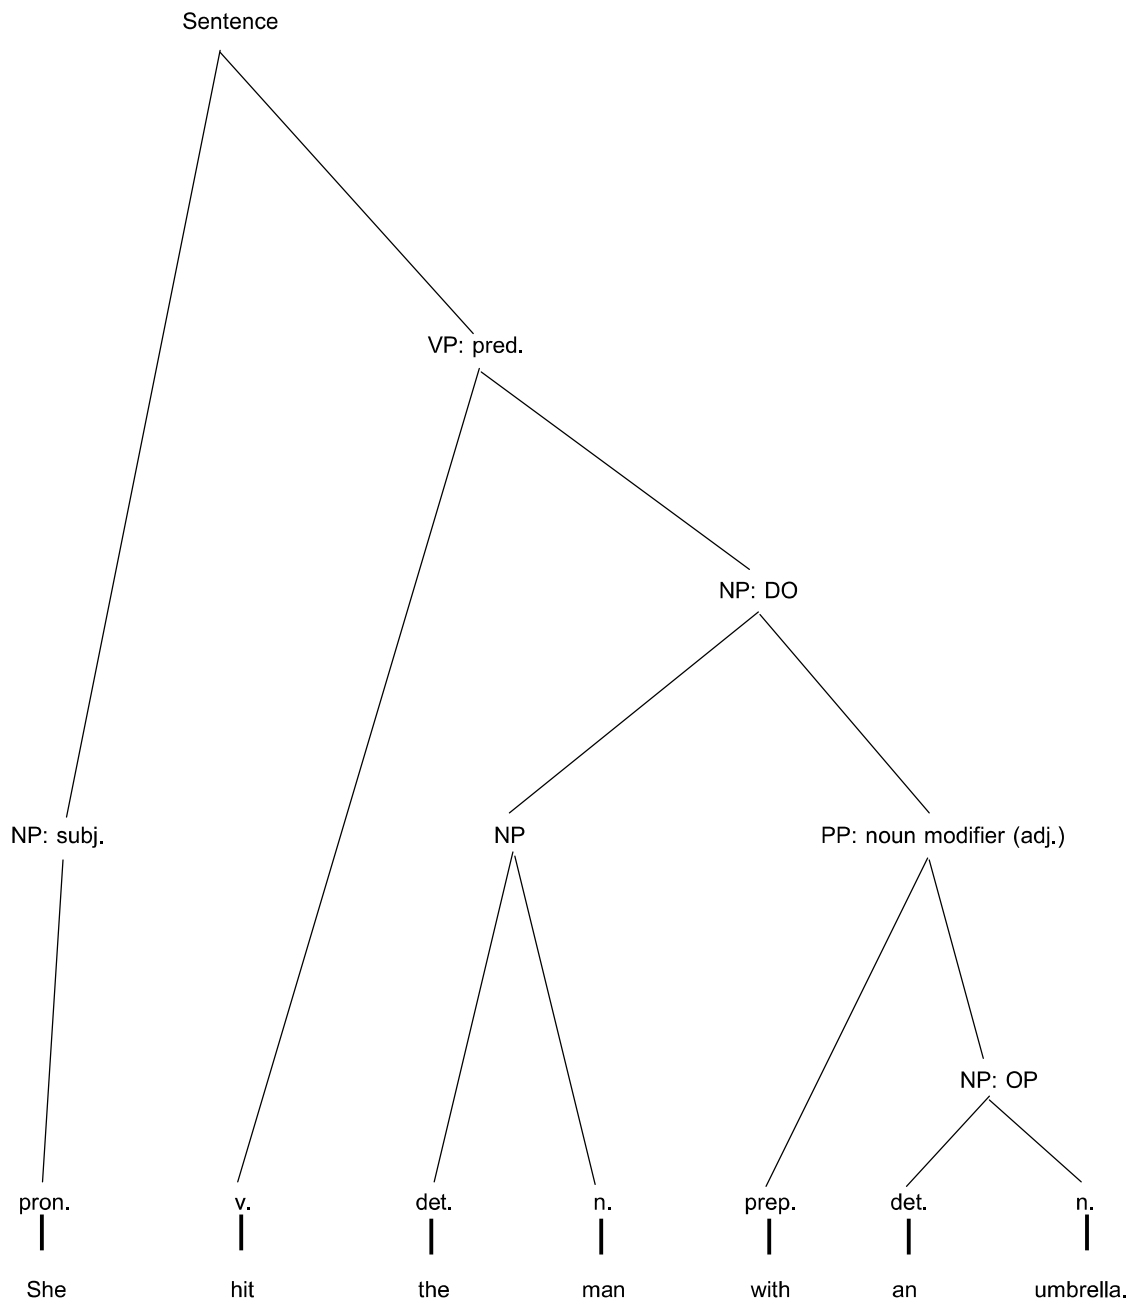 Sentence
VP: pred.
NP: DO
NP: subj. NP PP: noun modifier (adj.)
NP: OP
pron. v. det. n. prep. det. n.
She hit the man with an umbrella.